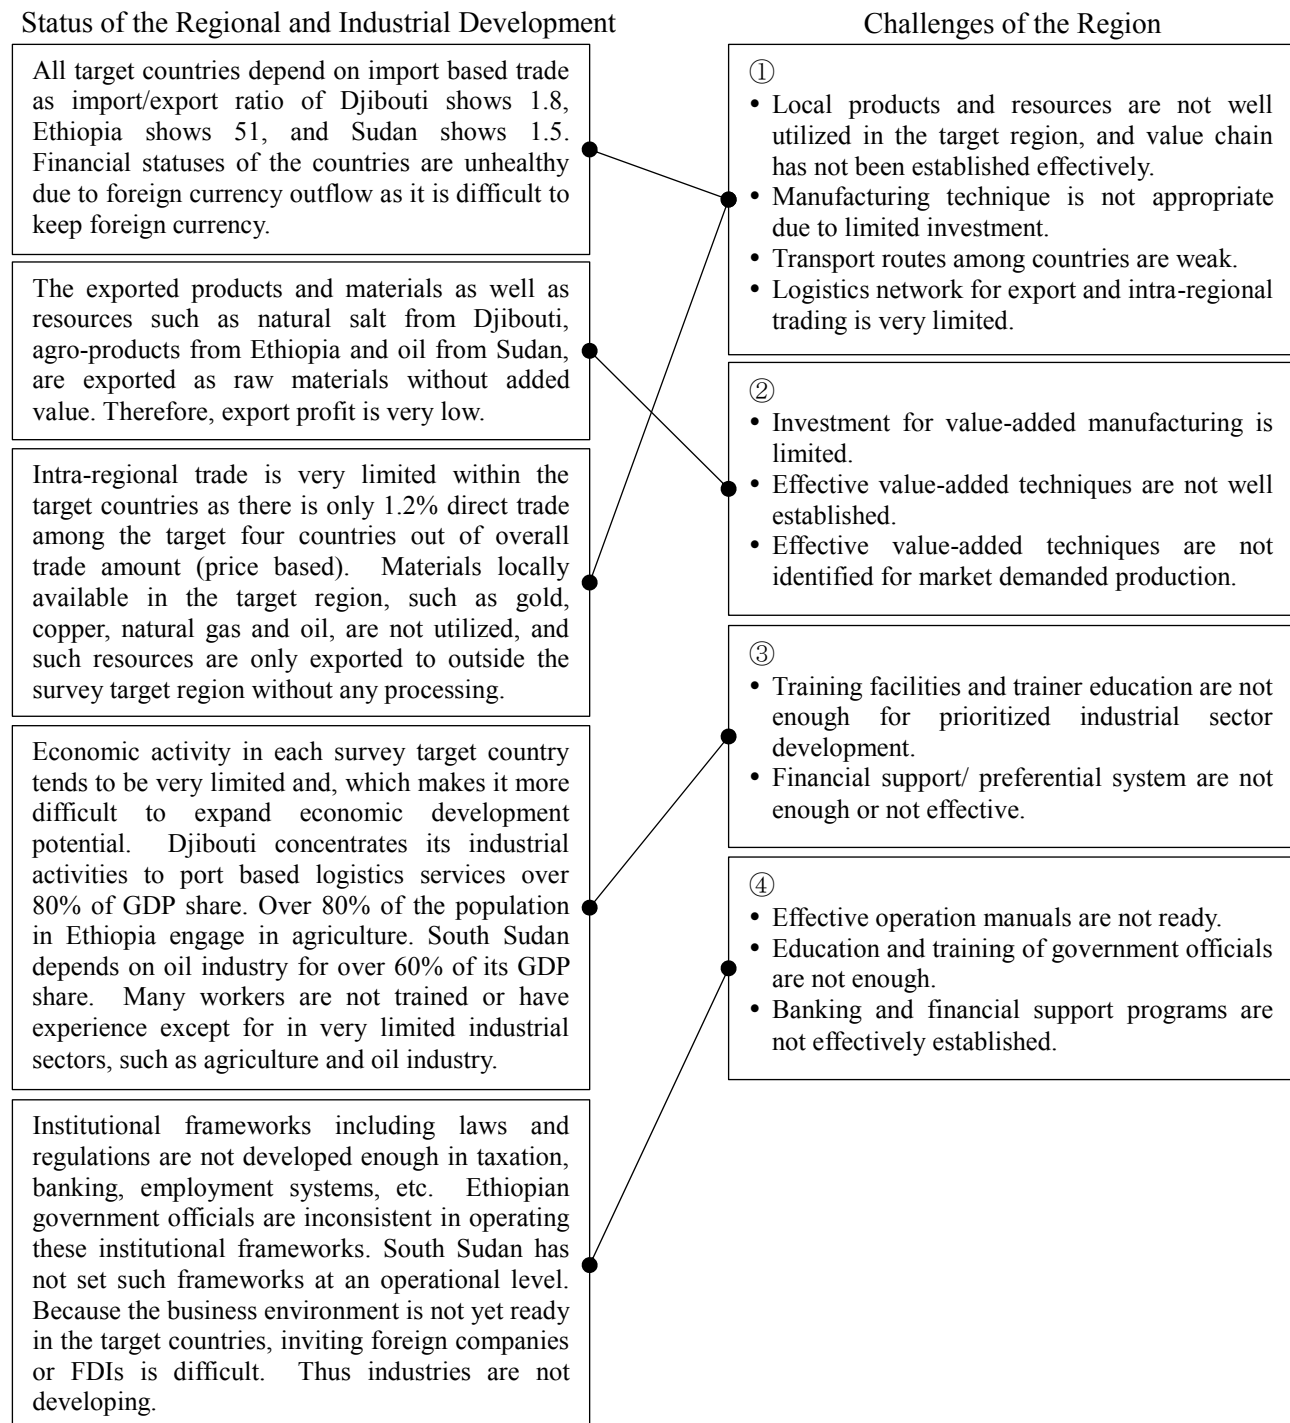 Status of the Regional and Industrial Development
All target countries depend on import based trade
as import/export ratio of Djibouti shows 1.8,
Ethiopia shows 51, and Sudan shows 1.5.
Financial statuses of the countries are unhealthy
due to foreign currency outflow as it is difficult to
keep foreign currency.
The exported products and materials as well as
resources such as natural salt from Djibouti,
agro-products from Ethiopia and oil from Sudan,
are exported as raw materials without added
value. Therefore, export profit is very low.
Intra-regional trade is very limited within the
target countries as there is only 1.2% direct trade
among the target four countries out of overall
trade amount (price based). Materials locally
available in the target region, such as gold,
copper, natural gas and oil, are not utilized, and
such resources are only exported to outside the
survey target region without any processing.
Economic activity in each survey target country
tends to be very limited and, which makes it more
difficult to expand economic development
potential. Djibouti concentrates its industrial
activities to port based logistics services over
80% of GDP share. Over 80% of the population
in Ethiopia engage in agriculture. South Sudan
depends on oil industry for over 60% of its GDP
share. Many workers are not trained or have
experience except for in very limited industrial
sectors, such as agriculture and oil industry.
Institutional frameworks including laws and
regulations are not developed enough in taxation,
banking, employment systems, etc. Ethiopian
government officials are inconsistent in operating
these institutional frameworks. South Sudan has
not set such frameworks at an operational level.
Because the business environment is not yet ready
in the target countries, inviting foreign companies
or FDIs is difficult. Thus industries are not
developing.
Challenges of the Region
①
• Local products and resources are not well
utilized in the target region, and value chain
has not been established effectively.
• Manufacturing technique is not appropriate
due to limited investment.
• Transport routes among countries are weak.
• Logistics network for export and intra-regional
trading is very limited.
②
• Investment for value-added manufacturing is
limited.
• Effective value-added techniques are not well
established.
• Effective value-added techniques are not
identified for market demanded production.
③
• Training facilities and trainer education are not
enough for prioritized industrial sector
development.
• Financial support/ preferential system are not
enough or not effective.
④
• Effective operation manuals are not ready.
• Education and training of government officials
are not enough.
• Banking and financial support programs are
not effectively established.